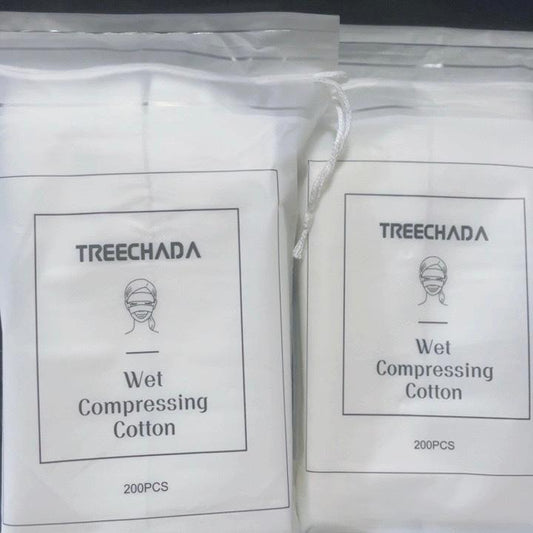 TREECHADA
Wet
Compressing
Cotton
200PCS
TREECHADA
Wet
Compressing
Cotton
200PCS